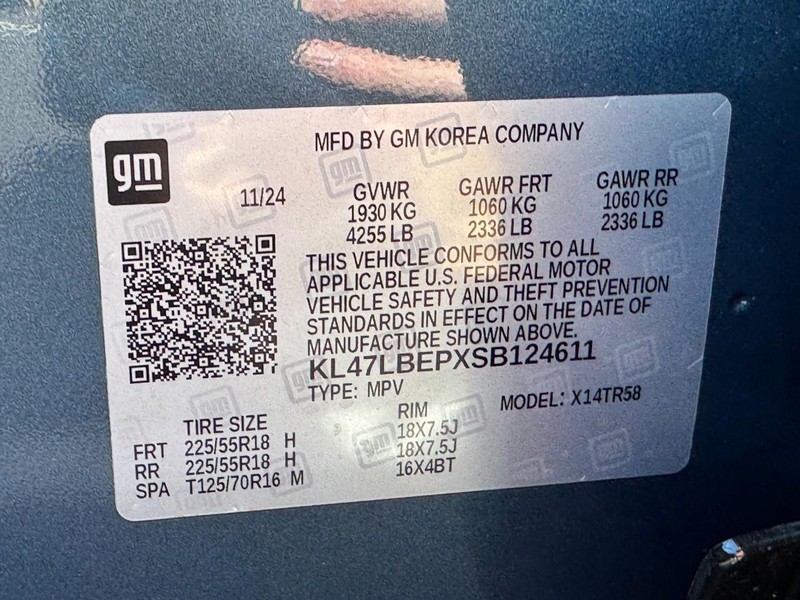 gm
MFD BY GM KOREA COMPANY
11/24
GVWR GAWR FRT GAWR RR
1930 KG 1060 KG 1060 KG
4255 LB 2336 LB 2336 LB
THIS VEHICLE CONFORMS TO ALL
APPLICABLE U.S. FEDERAL MOTOR
VEHICLE SAFETY AND THEFT PREVENTION
STANDARDS IN EFFECT ON THE DATE OF
MANUFACTURE SHOWN ABOVE.
KL47LBEPXSB124611
TYPE: MPV MODEL: X14TR58
TIRE SIZE RIM
FRT 225/55R18 H 18X7.5J
RR 225/55R18 H 18X7.5J
SPA T125/70R16 M 16X4BT